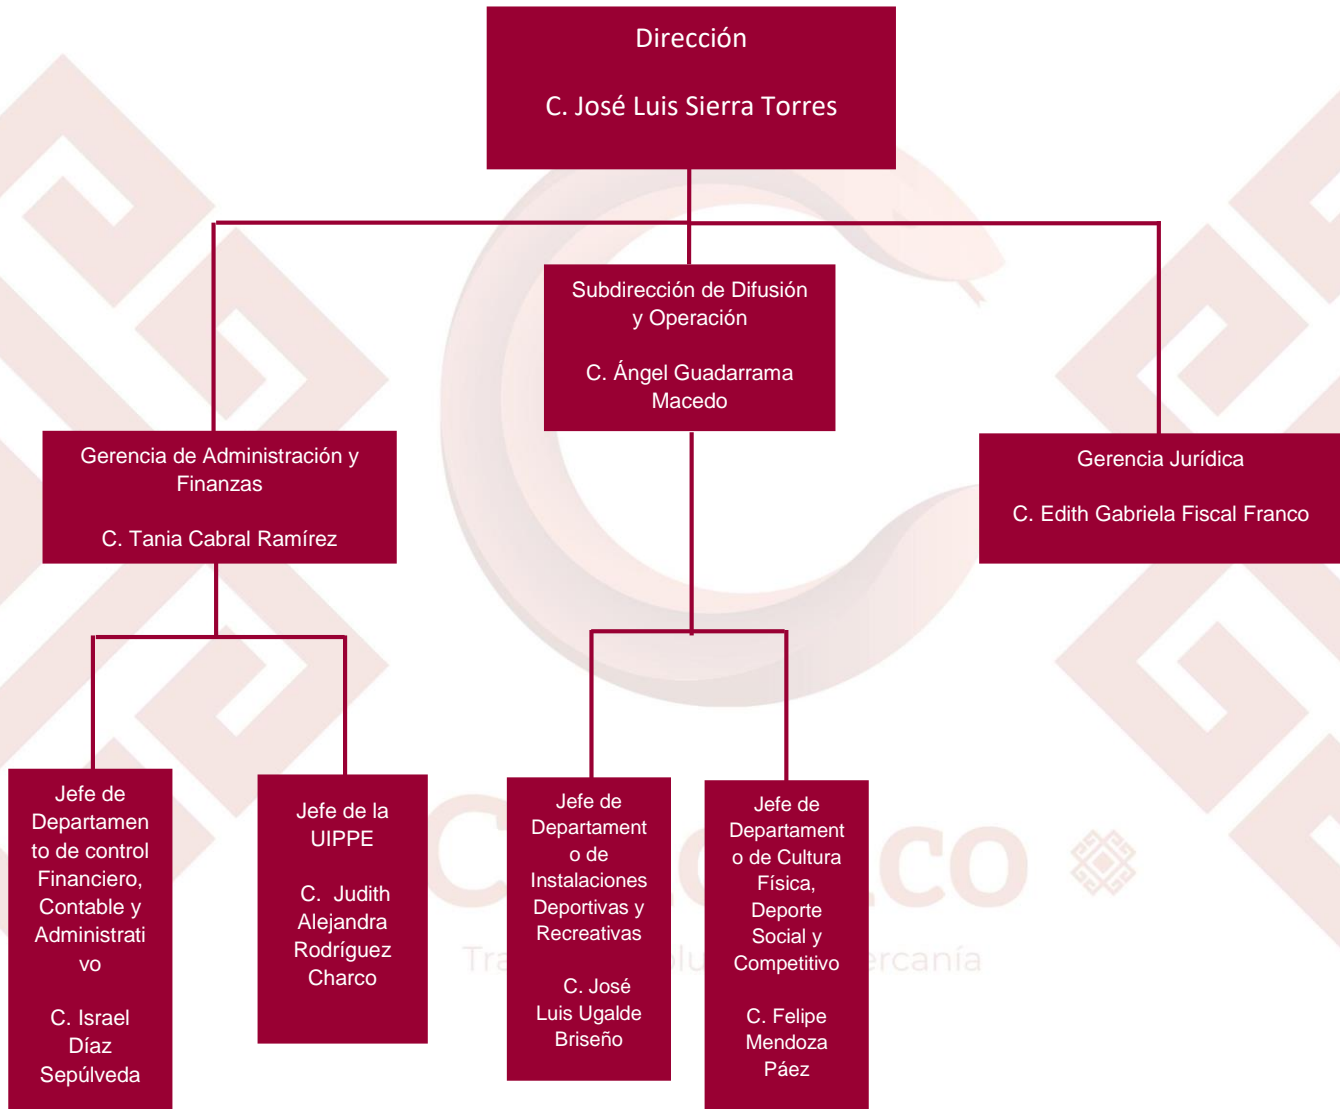 Dirección
C. José Luis Sierra Torres
Subdirección de Difusión
y Operación
C. Ángel Guadarrama
Macedo
Gerencia de Administración y
Finanzas
C. Tania Cabral Ramírez
Gerencia Jurídica
C. Edith Gabriela Fiscal Franco
Jefe de
Departamen
to de control
Financiero,
Contable y
Administrati
vo
C. Israel
Díaz
Sepúlveda
Jefe de la
UIPPE
C. Judith
Alejandra
Rodríguez
Charco
Jefe de
Departament
o de
Instalaciones
Deportivas y
Recreativas
C. José
Luis Ugalde
Briseño
Jefe de
Departament
o de Cultura
Física,
Deporte
Social y
Competitivo
C. Felipe
Mendoza
Páez